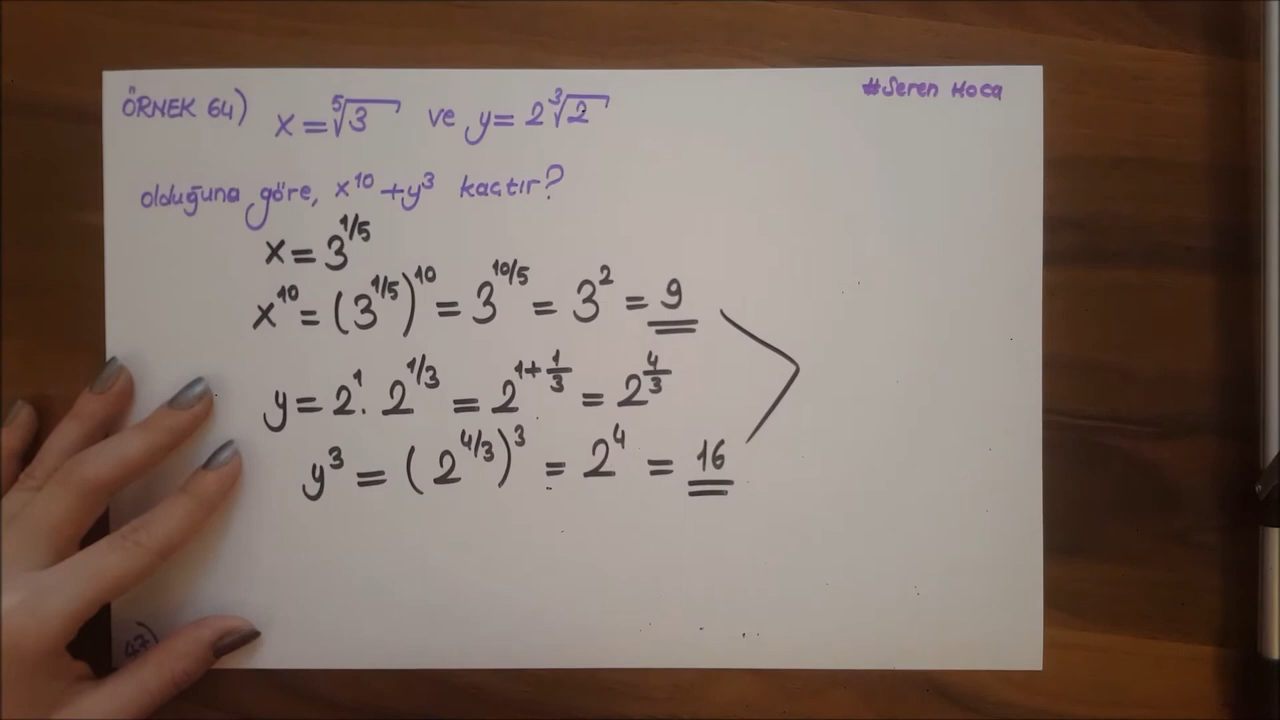 #Seren Hoca
ÖRNEK 64) x = ⁵√3 ve y = 2 ³√2
olduğuna göre, x¹⁰ + y³ kaçtır?
x = 3^1/5
x¹⁰ = (3^1/5)¹⁰ = 3^10/5 = 3² = 9
y = 2¹ . 2^1/3 = 2^1+1/3 = 2^4/3
y³ = (2^4/3)³ = 2⁴ = 16